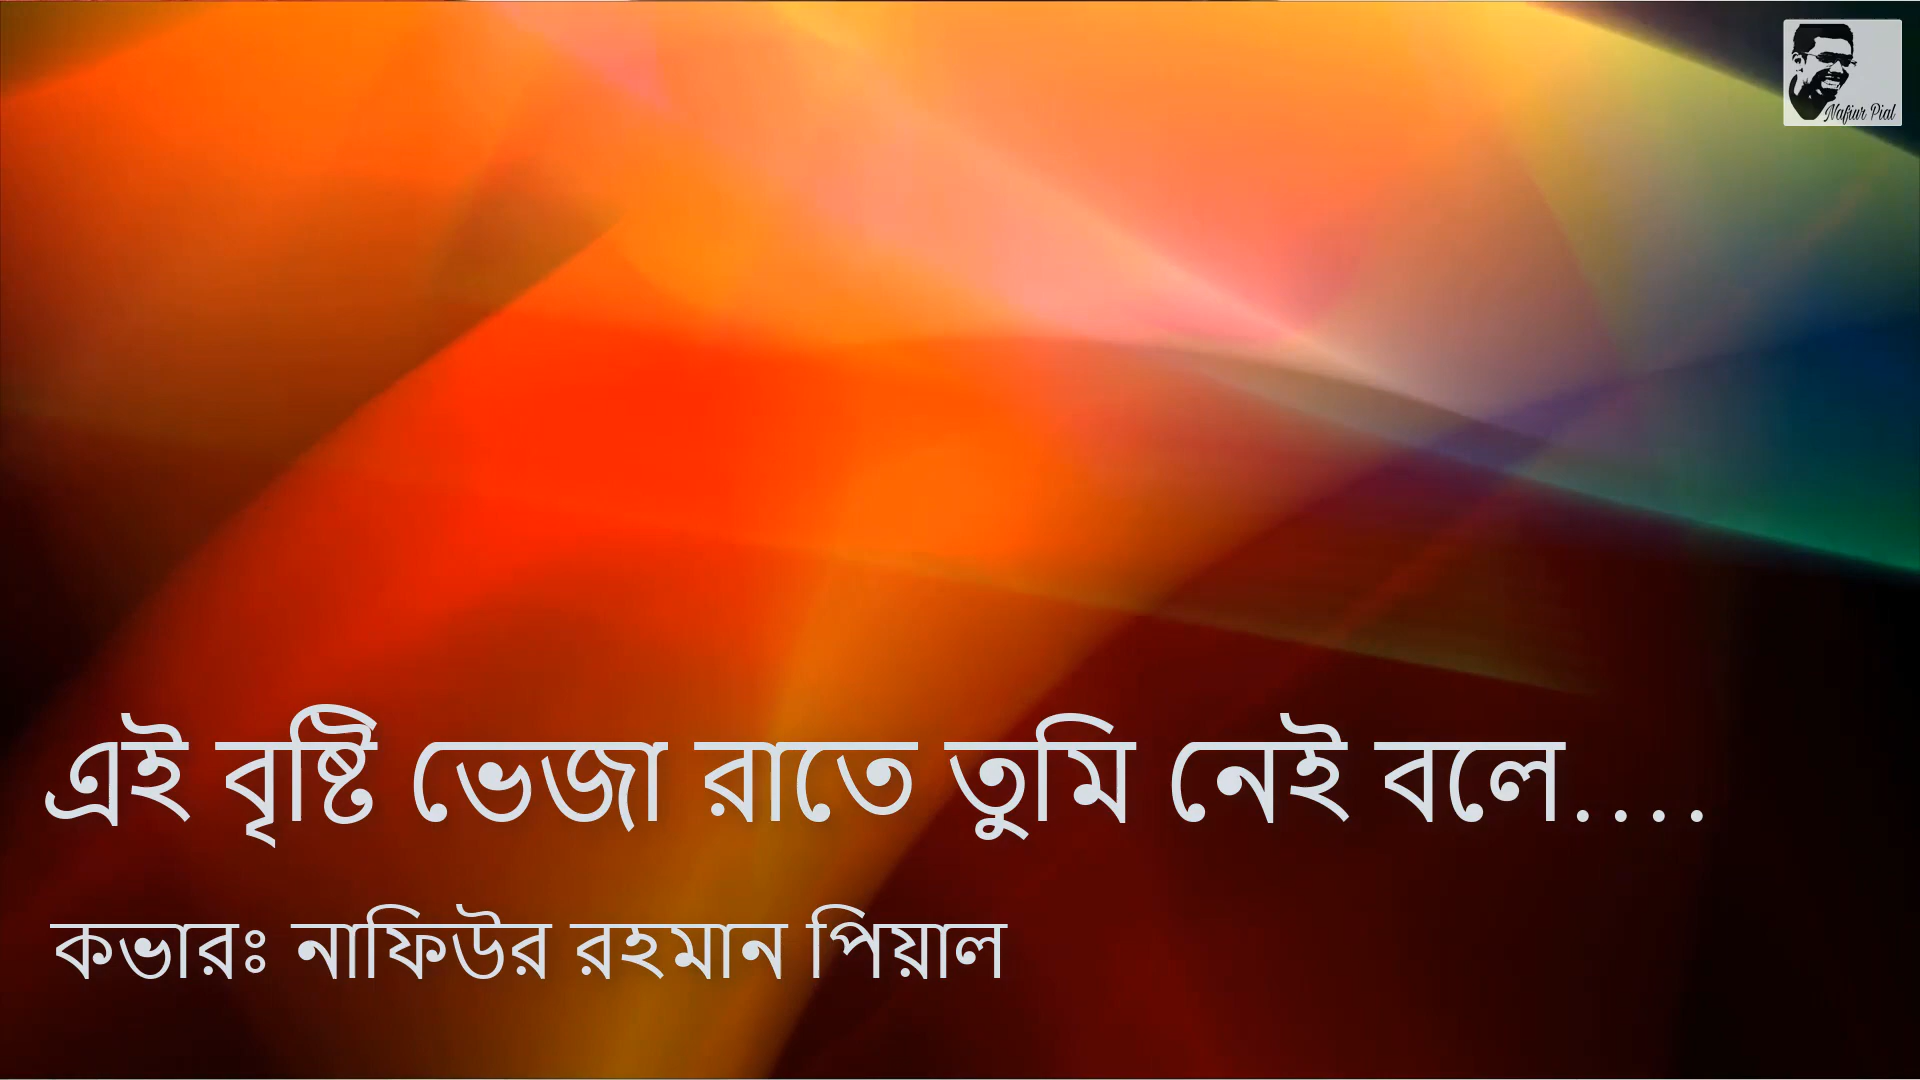 Nafiur Pial
এই বৃষ্টি ভেজা রাতে তুমি নেই বলে....
কভারঃ নাফিউর রহমান পিয়াল